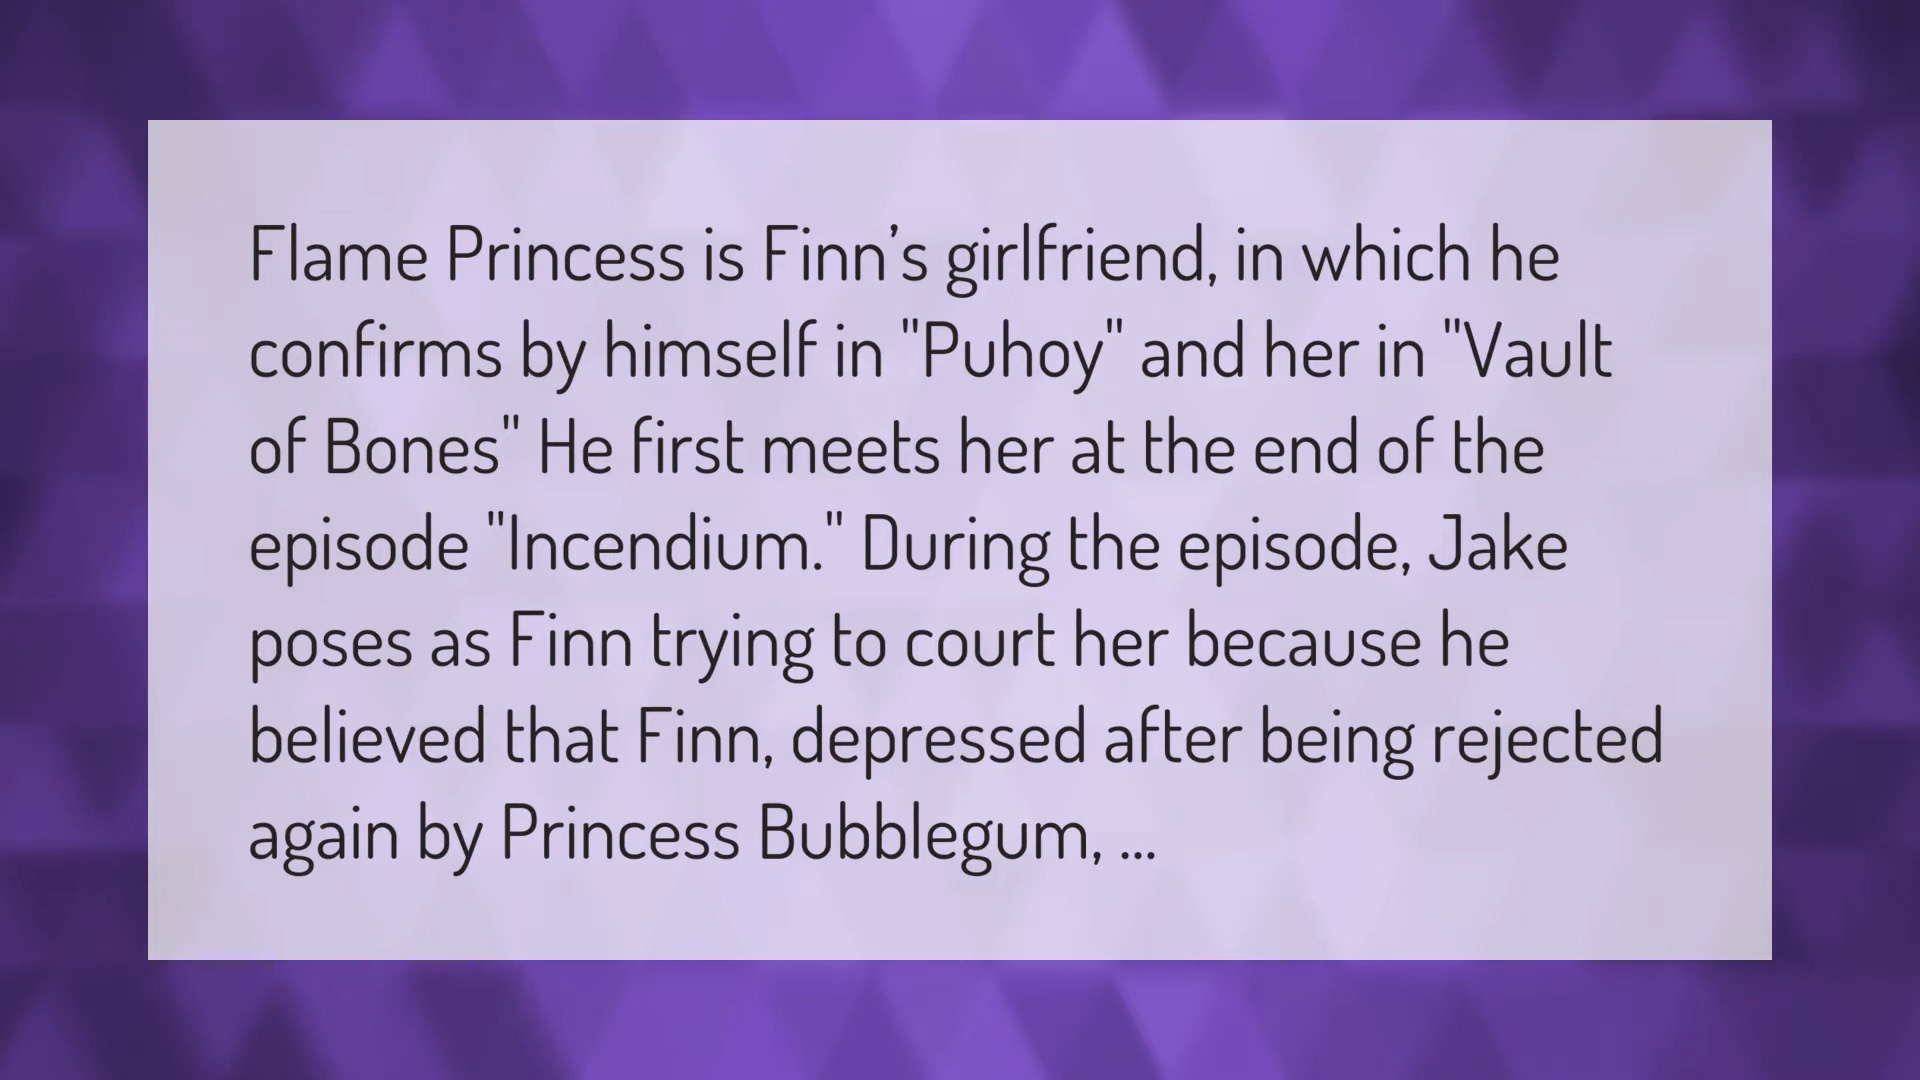 Flame Princess is Finn’s girlfriend, in which he
confirms by himself in "Puhoy" and her in "Vault
of Bones" He first meets her at the end of the
episode "Incendium." During the episode, Jake
poses as Finn trying to court her because he
believed that Finn, depressed after being rejected
again by Princess Bubblegum, ...